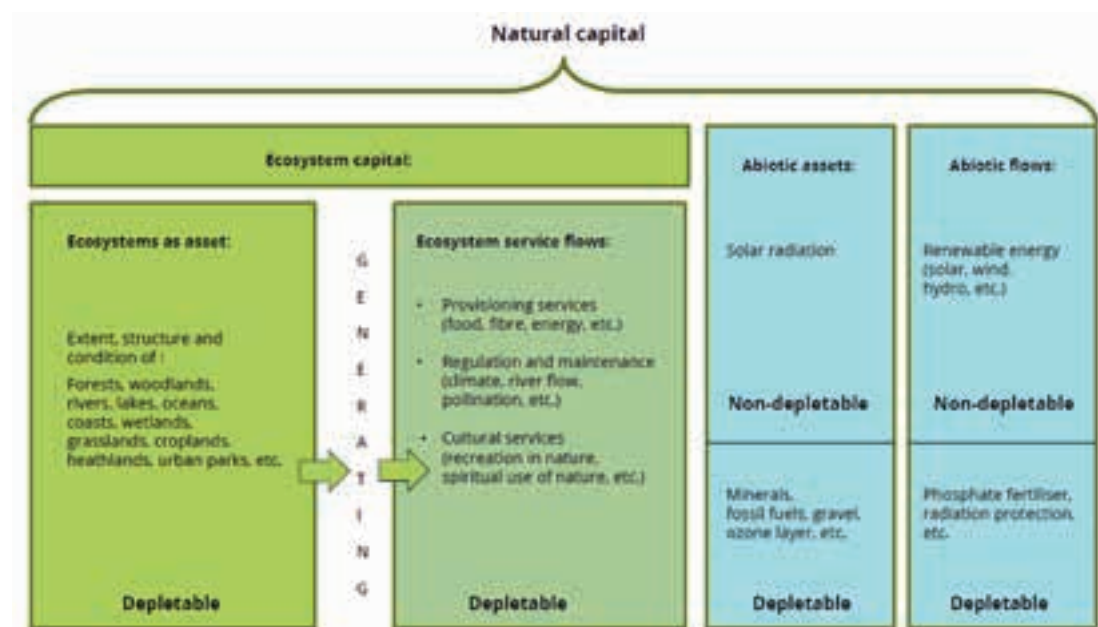 Natural capital
Ecosystem capital:
Ecosystems as asset:
Extent, structure and
condition of :
Forests, woodlands,
rivers, lakes, oceans,
coasts, wetlands,
grasslands, croplands,
heathlands, urban parks, etc.
Depletable
G
E
N
E
R
A
T
I
N
G
Ecosystem service flows:
• Provisioning services
(food, fibre, energy, etc.)
• Regulation and maintenance
(climate, river flow,
pollination, etc.)
• Cultural services
(recreation in nature,
spiritual use of nature, etc.)
Depletable
Abiotic assets:
Solar radiation
Non-depletable
Minerals,
fossil fuels, gravel,
ozone layer, etc.
Depletable
Abiotic flows:
Renewable energy
(solar, wind,
hydro, etc.)
Non-depletable
Phosphate fertiliser,
radiation protection,
etc.
Depletable